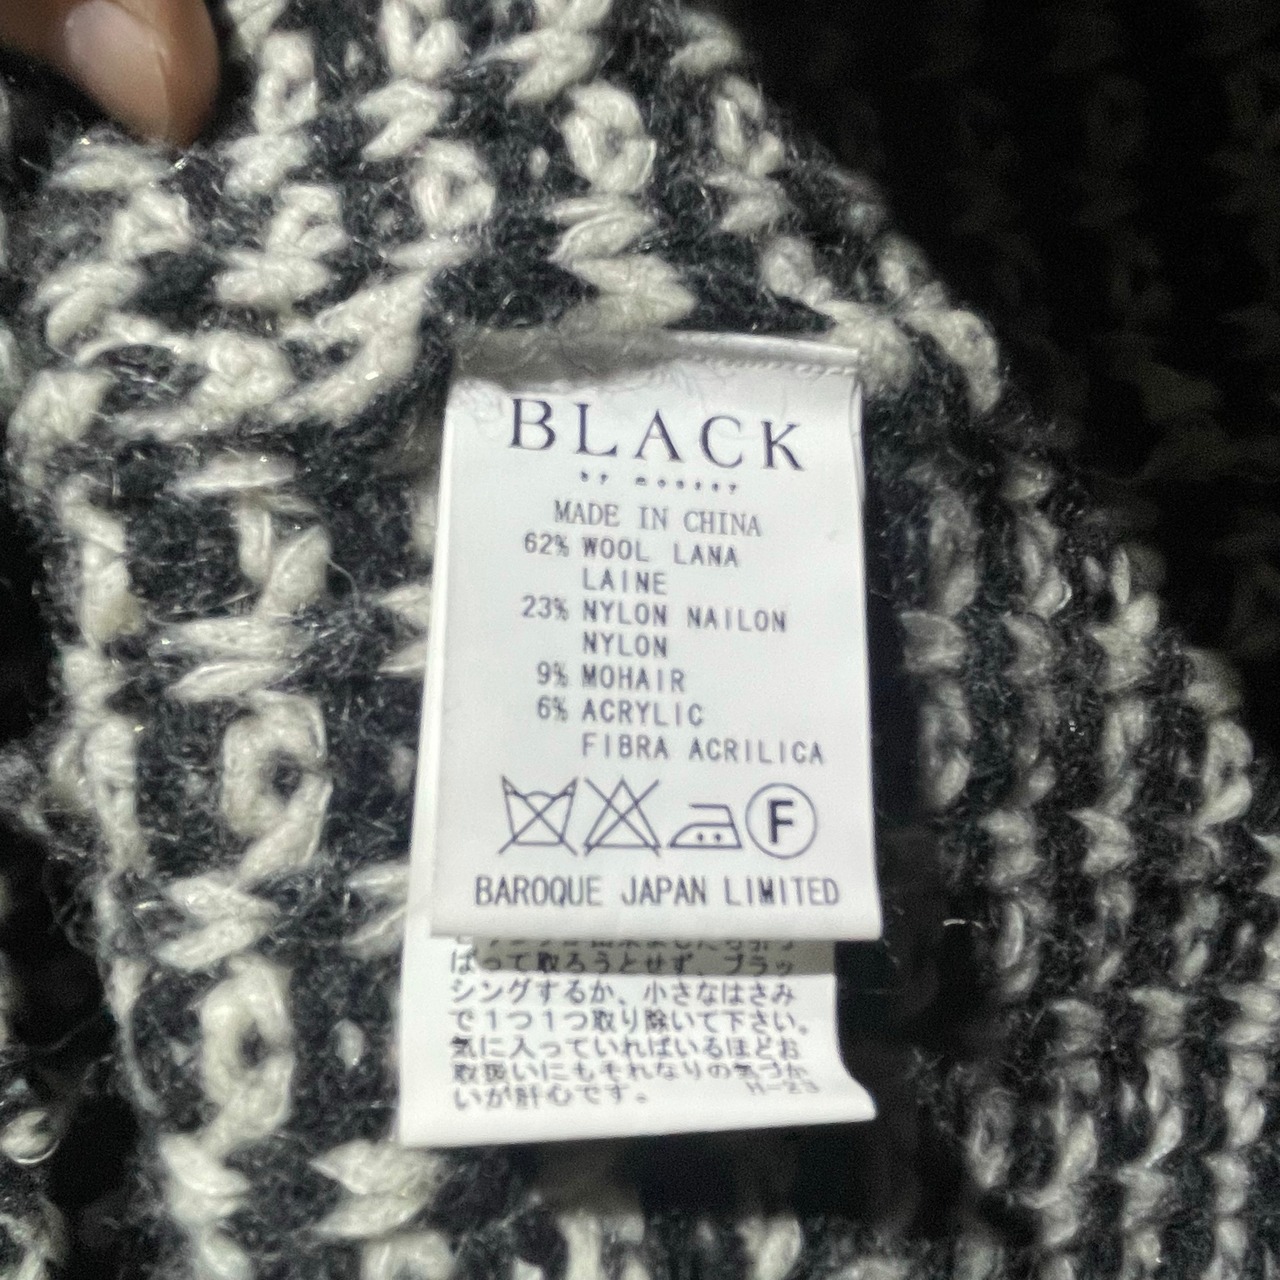 BLACK
by moussy
MADE IN CHINA
62% WOOL LANA
LAINE
23% NYLON NAILON
NYLON
9% MOHAIR
6% ACRYLIC
FIBRA ACRILICA
F
BAROQUE JAPAN LIMITED
ばって取ろうとせず、ブラッ
シングするか、小さなはさみ
で1つ1つ取り除いて下さい。
気に入っていればいるほどお
取扱いにもそれなりの気づか
いが肝心です。 H-23